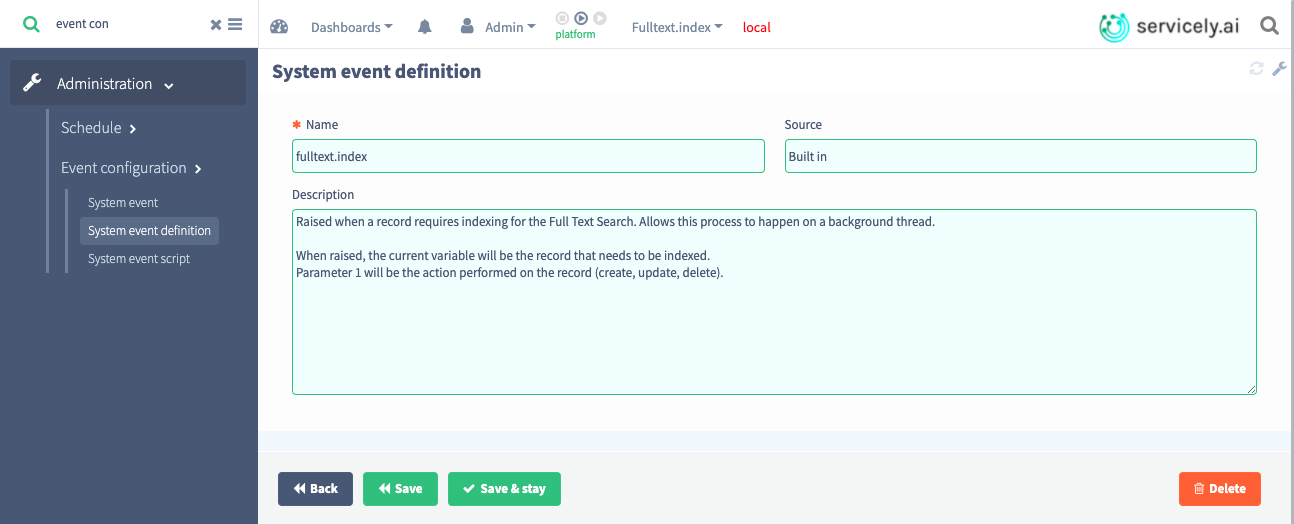 event con
Dashboards
Admin
platform
Fulltext.index
local
servicely.ai
Administration
Schedule
Event configuration
System event
System event definition
System event script
System event definition
* Name
Source
fulltext.index
Built in
Description
Raised when a record requires indexing for the Full Text Search. Allows this process to happen on a background thread.
When raised, the current variable will be the record that needs to be indexed.
Parameter 1 will be the action performed on the record (create, update, delete).
Back
Save
Save & stay
Delete